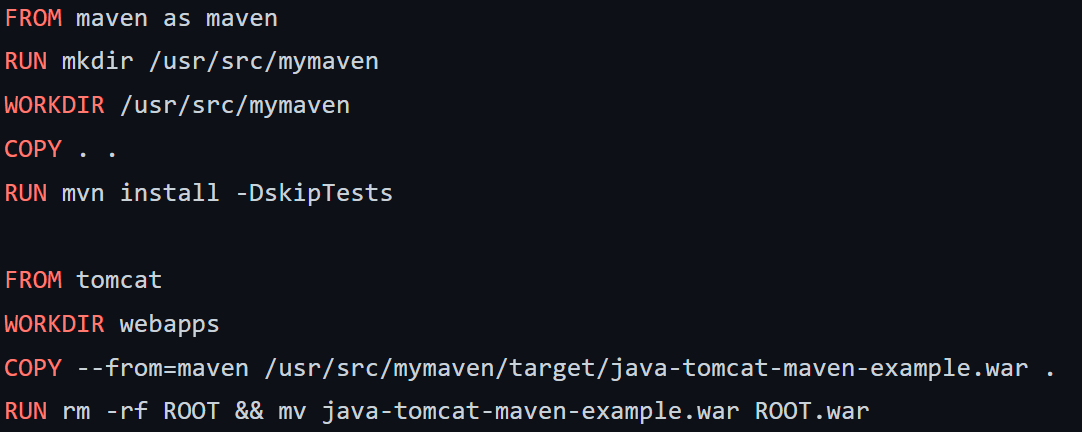 FROM maven as maven
RUN mkdir /usr/src/mymaven
WORKDIR /usr/src/mymaven
COPY . .
RUN mvn install -DskipTests
FROM tomcat
WORKDIR webapps
COPY --from=maven /usr/src/mymaven/target/java-tomcat-maven-example.war .
RUN rm -rf ROOT && mv java-tomcat-maven-example.war ROOT.war